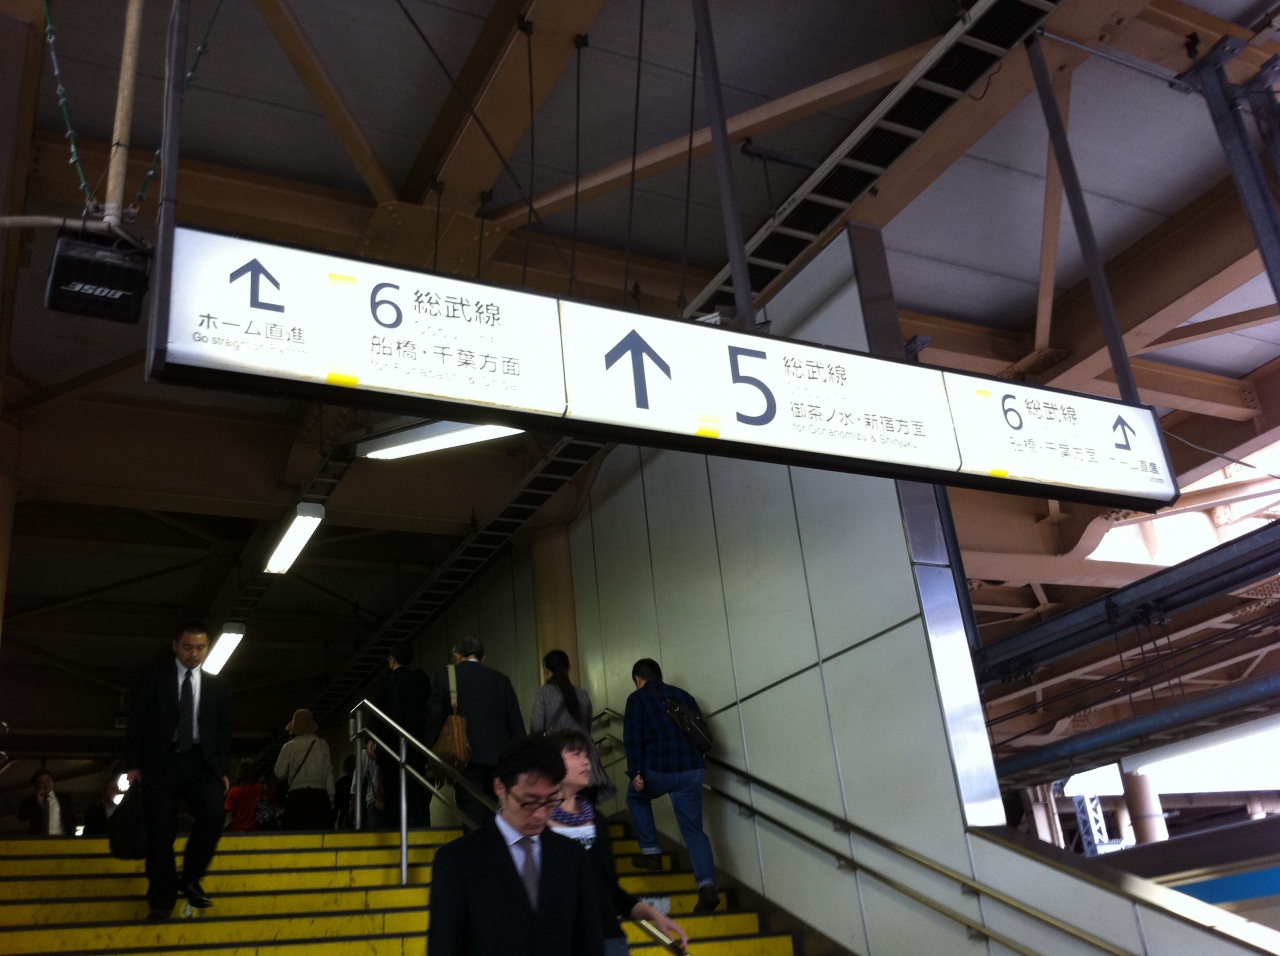 ホーム直進
Go straight on Platform
6 総武線
船橋・千葉方面
5 総武線
御茶ノ水・新宿方面
for Ochanomizu & Shinjuku
6 総武線
船橋・千葉方面
ホーム直進
BOSE